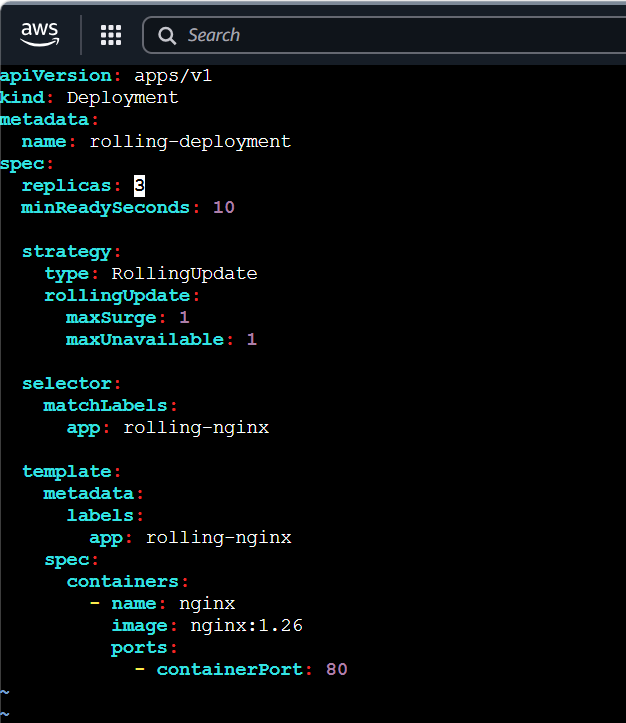 aws
Search
apiVersion: apps/v1
kind: Deployment
metadata:
  name: rolling-deployment
spec:
  replicas: 3
  minReadySeconds: 10
  strategy:
    type: RollingUpdate
    rollingUpdate:
      maxSurge: 1
      maxUnavailable: 1
  selector:
    matchLabels:
      app: rolling-nginx
  template:
    metadata:
      labels:
        app: rolling-nginx
    spec:
      containers:
        - name: nginx
          image: nginx:1.26
          ports:
            - containerPort: 80
~
~